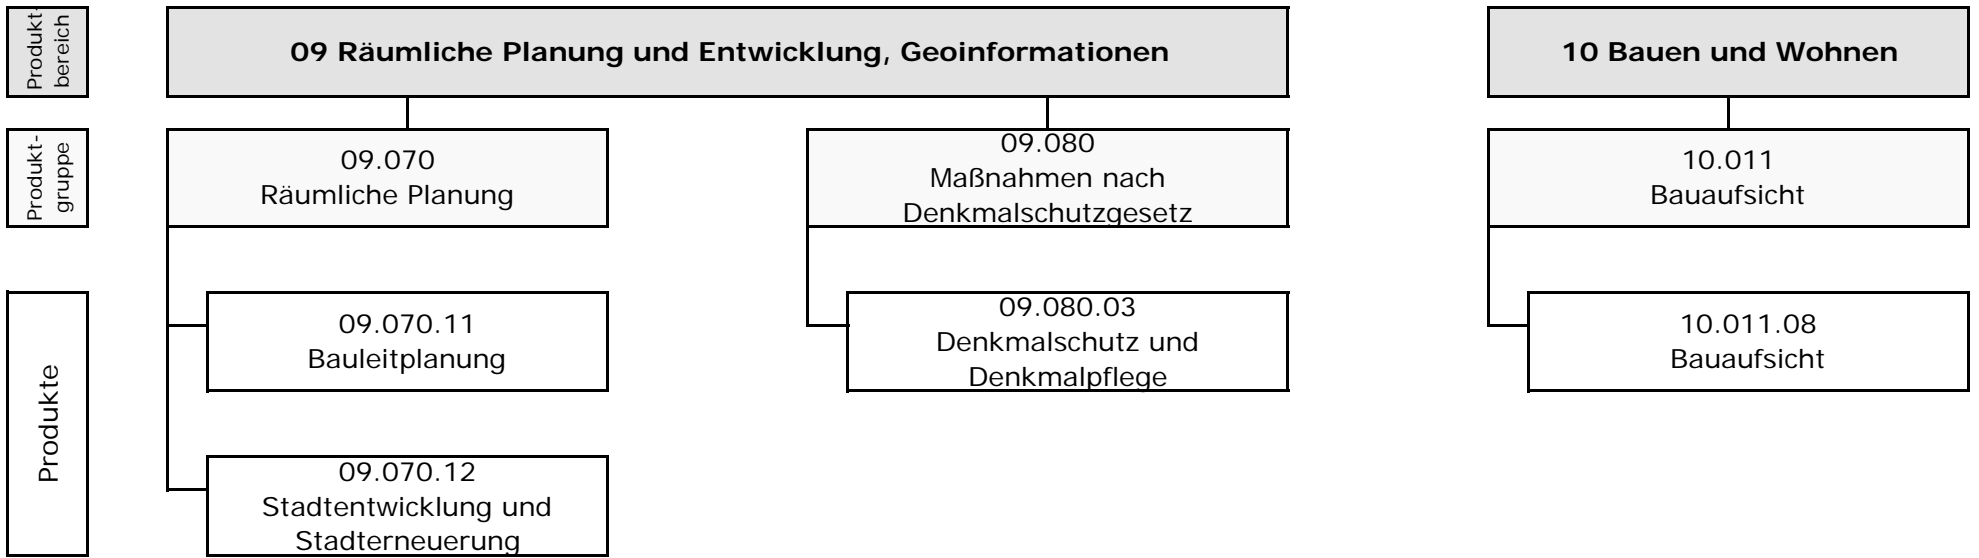 Produkt-
bereich
09 Räumliche Planung und Entwicklung, Geoinformationen
10 Bauen und Wohnen
Produkt-
gruppe
09.070
Räumliche Planung
09.080
Maßnahmen nach
Denkmalschutzgesetz
10.011
Bauaufsicht
Produkte
09.070.11
Bauleitplanung
09.080.03
Denkmalschutz und
Denkmalpflege
10.011.08
Bauaufsicht
09.070.12
Stadtentwicklung und
Stadterneuerung